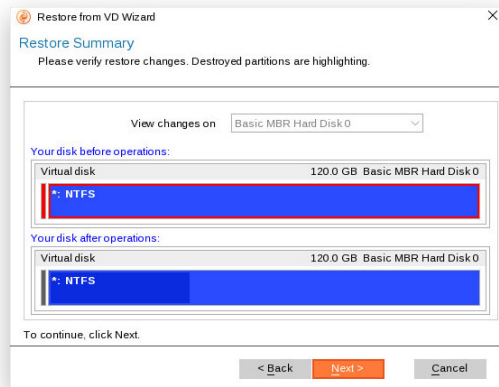 Restore from VD Wizard
Restore Summary
Please verify restore changes. Destroyed partitions are highlighting.
View changes on Basic MBR Hard Disk 0
Your disk before operations:
Virtual disk 120.0 GB Basic MBR Hard Disk 0
*: NTFS
Your disk after operations:
Virtual disk 120.0 GB Basic MBR Hard Disk 0
*: NTFS
To continue, click Next.
< Back Next > Cancel